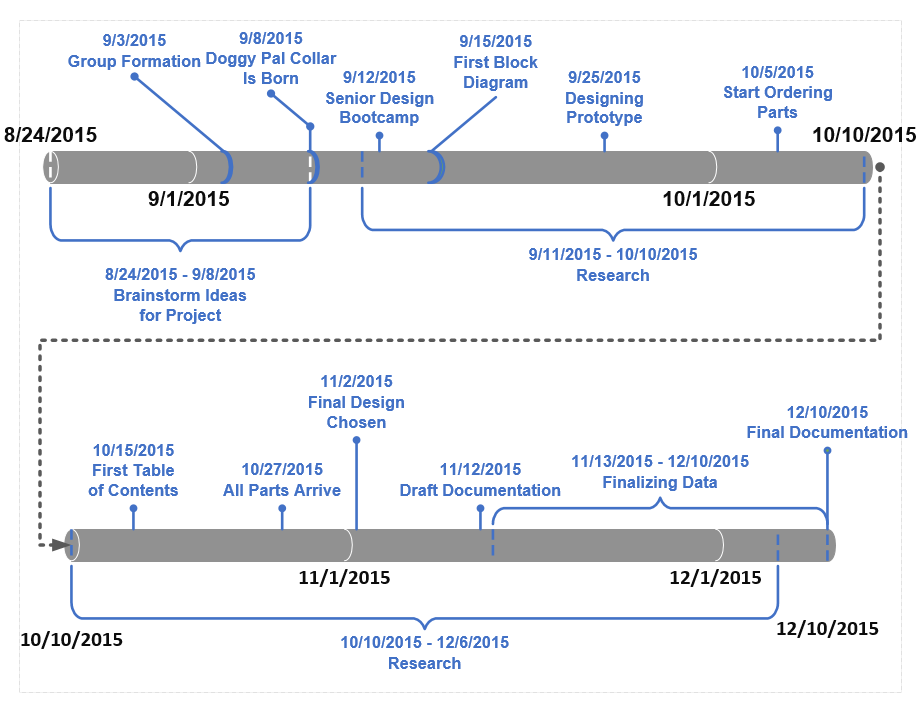 9/3/2015
Group Formation
9/8/2015
Doggy Pal Collar
Is Born
9/12/2015
Senior Design
Bootcamp
9/15/2015
First Block
Diagram
9/25/2015
Designing
Prototype
10/5/2015
Start Ordering
Parts
8/24/2015
10/10/2015
9/1/2015
10/1/2015
8/24/2015 - 9/8/2015
Brainstorm Ideas
for Project
9/11/2015 - 10/10/2015
Research
10/15/2015
First Table
of Contents
10/27/2015
All Parts Arrive
11/2/2015
Final Design
Chosen
11/12/2015
Draft Documentation
11/13/2015 - 12/10/2015
Finalizing Data
12/10/2015
Final Documentation
11/1/2015
12/1/2015
10/10/2015
12/10/2015
10/10/2015 - 12/6/2015
Research